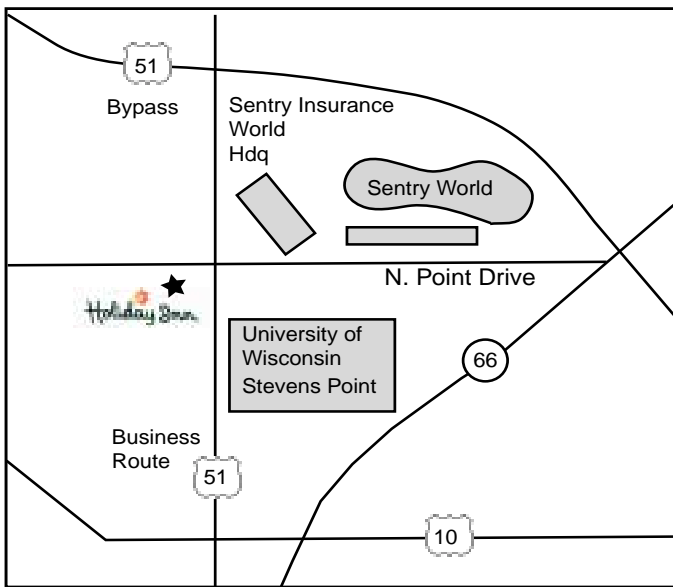 51
Bypass
Sentry Insurance
World
Hdq
Sentry World
N. Point Drive
Holiday Inn
University of
Wisconsin
Stevens Point
66
Business
Route
51
10